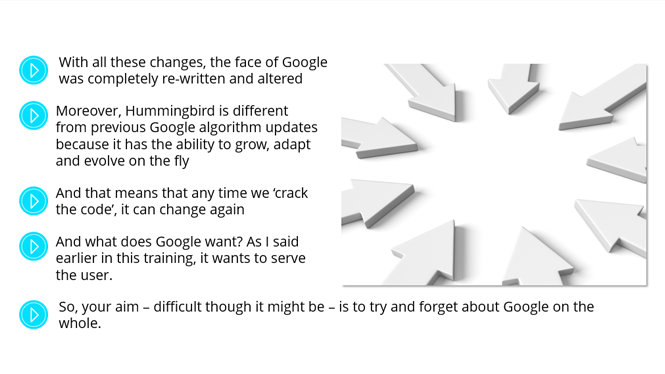 With all these changes, the face of Google
was completely re-written and altered
Moreover, Hummingbird is different
from previous Google algorithm updates
because it has the ability to grow, adapt
and evolve on the fly
And that means that any time we ‘crack
the code’, it can change again
And what does Google want? As I said
earlier in this training, it wants to serve
the user.
So, your aim – difficult though it might be – is to try and forget about Google on the
whole.